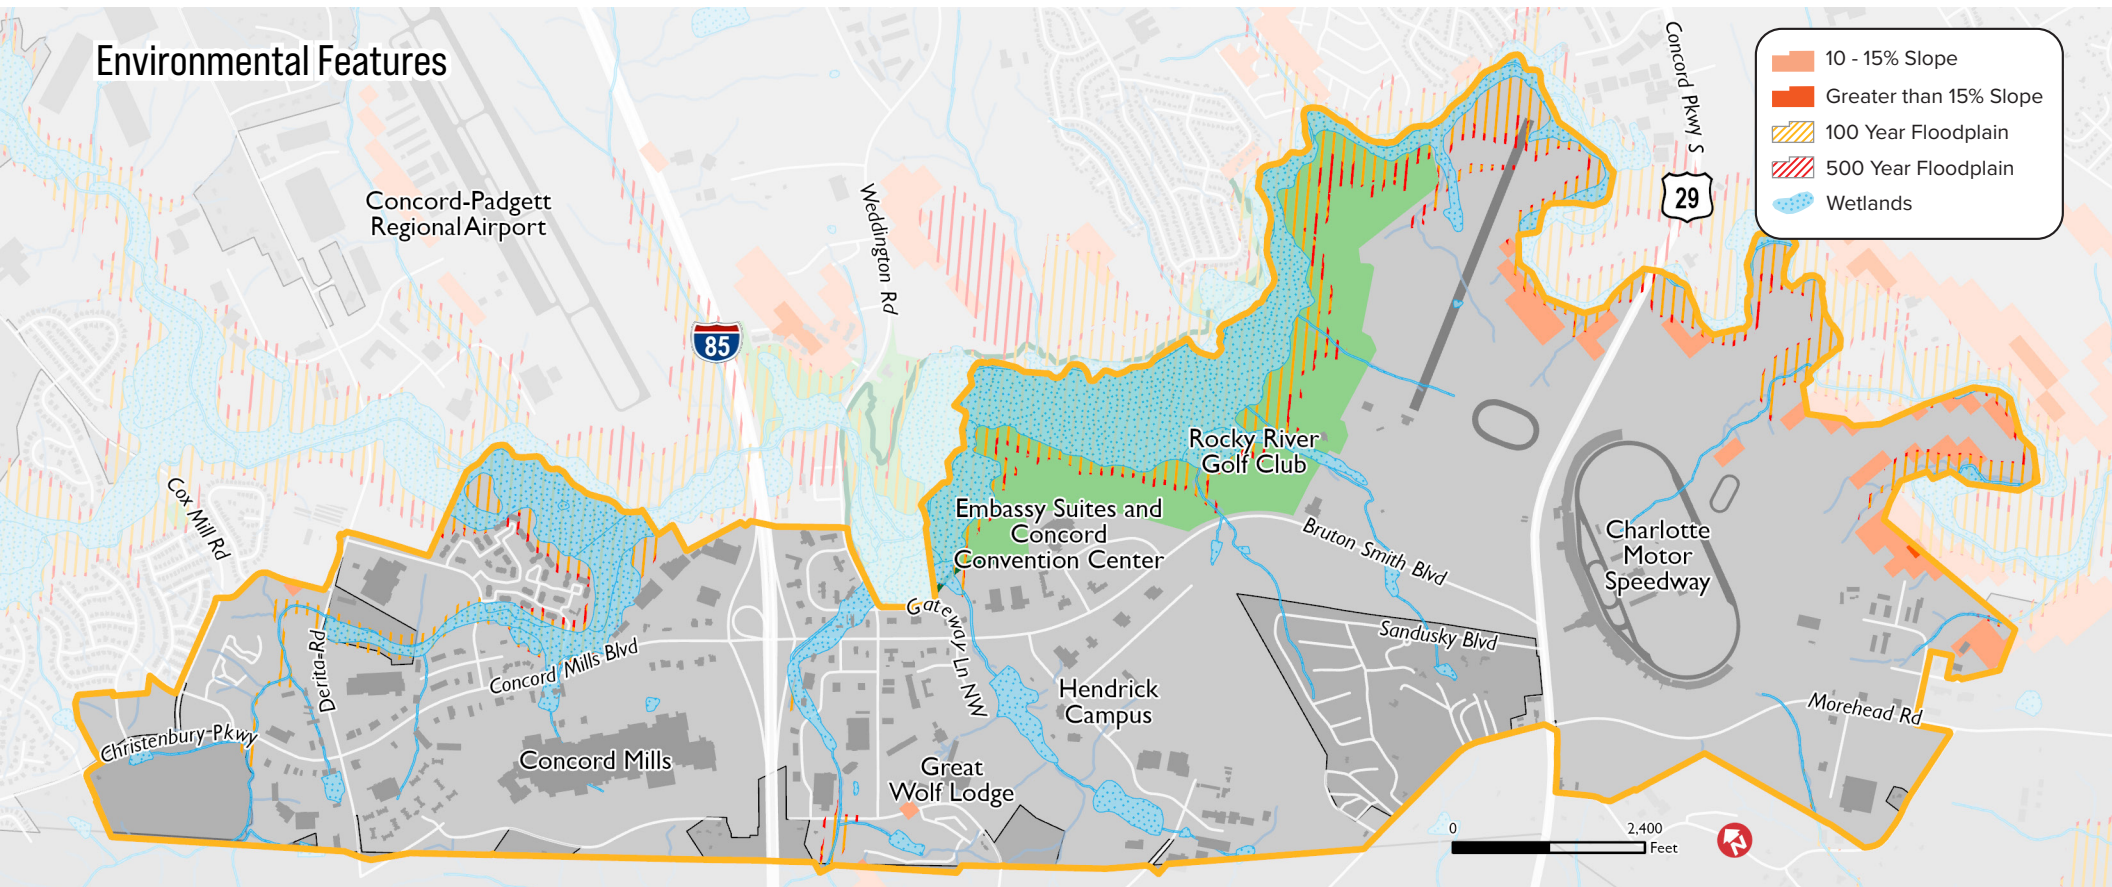 Environmental Features
10 - 15% Slope
Greater than 15% Slope
100 Year Floodplain
500 Year Floodplain
Wetlands
Concord Pkwy S
29
Concord-Padgett
Regional Airport
Weddington Rd
85
Cox Mill Rd
Rocky River
Golf Club
Embassy Suites and
Concord
Convention Center
Bruton Smith Blvd
Charlotte
Motor
Speedway
Gateway Ln NW
Sandusky Blvd
Derita Rd
Concord Mills Blvd
Hendrick
Campus
Morehead Rd
Christenbury Pkwy
Concord Mills
Great
Wolf Lodge
0 2,400
Feet